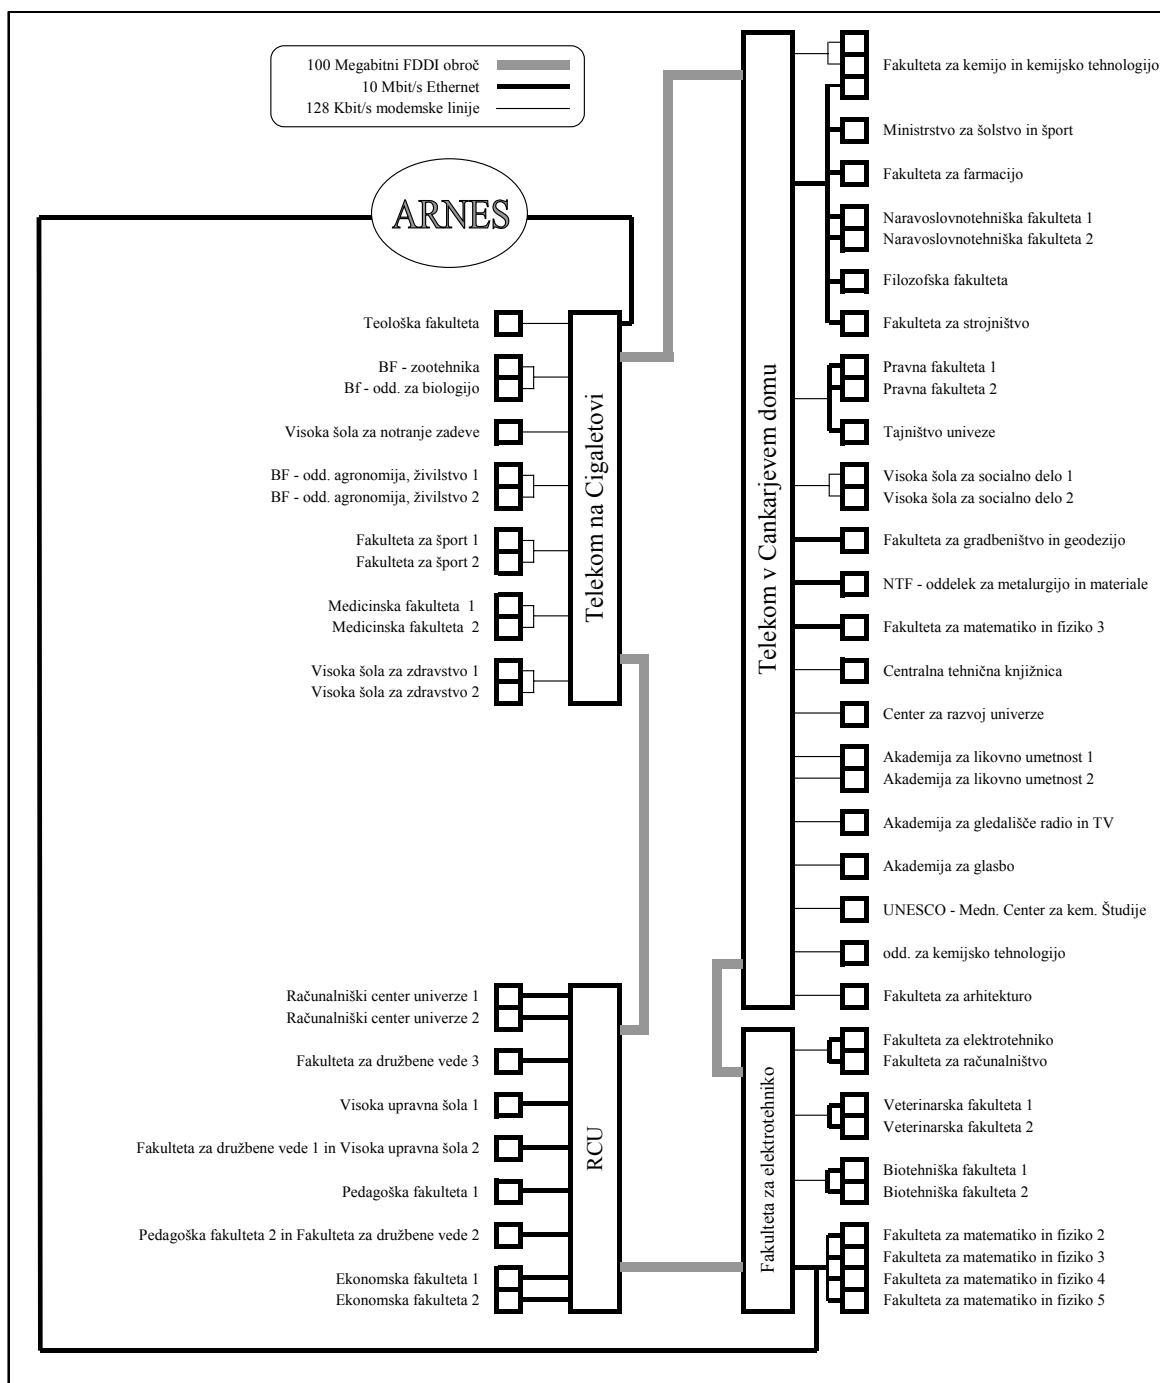 100 Megabitni FDDI obroč
10 Mbit/s Ethernet
128 Kbit/s modemske linije
ARNES
Teološka fakulteta
BF - zootehnika
Bf - odd. za biologijo
Visoka šola za notranje zadeve
BF - odd. agronomija, živilstvo 1
BF - odd. agronomija, živilstvo 2
Fakulteta za šport 1
Fakulteta za šport 2
Medicinska fakulteta 1
Medicinska fakulteta 2
Visoka šola za zdravstvo 1
Visoka šola za zdravstvo 2
Telekom na Cigaletovi
Računalniški center univerze 1
Računalniški center univerze 2
Fakulteta za družbene vede 3
Visoka upravna šola 1
Fakulteta za družbene vede 1 in Visoka upravna šola 2
Pedagoška fakulteta 1
Pedagoška fakulteta 2 in Fakulteta za družbene vede 2
Ekonomska fakulteta 1
Ekonomska fakulteta 2
RCU
Telekom v Cankarjevem domu
Fakulteta za kemijo in kemijsko tehnologijo
Ministrstvo za šolstvo in šport
Fakulteta za farmacijo
Naravoslovnotehniška fakulteta 1
Naravoslovnotehniška fakulteta 2
Filozofska fakulteta
Fakulteta za strojništvo
Pravna fakulteta 1
Pravna fakulteta 2
Tajništvo univeze
Visoka šola za socialno delo 1
Visoka šola za socialno delo 2
Fakulteta za gradbeništvo in geodezijo
NTF - oddelek za metalurgijo in materiale
Fakulteta za matematiko in fiziko 3
Centralna tehnična knjižnica
Center za razvoj univerze
Akademija za likovno umetnost 1
Akademija za likovno umetnost 2
Akademija za gledališče radio in TV
Akademija za glasbo
UNESCO - Medn. Center za kem. Študije
odd. za kemijsko tehnologijo
Fakulteta za arhitekturo
Fakulteta za elektrotehniko
Fakulteta za elektrotehniko
Fakulteta za računalništvo
Veterinarska fakulteta 1
Veterinarska fakulteta 2
Biotehniška fakulteta 1
Biotehniška fakulteta 2
Fakulteta za matematiko in fiziko 2
Fakulteta za matematiko in fiziko 3
Fakulteta za matematiko in fiziko 4
Fakulteta za matematiko in fiziko 5